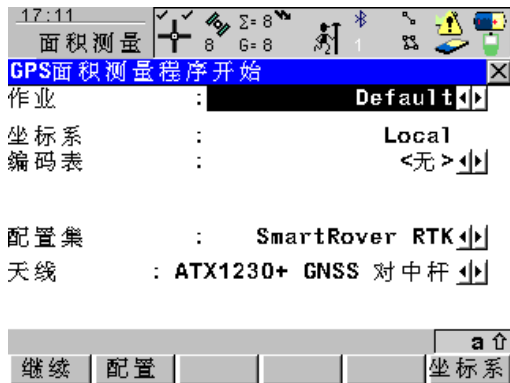 17:11
面积测量
8
Σ= 8
G= 8
1
GPS面积测量程序开始
作业 : Default
坐标系 : Local
编码表 : <无>
配置集 : SmartRover RTK
天线 : ATX1230+ GNSS 对中杆
a
继续 配置 坐标系